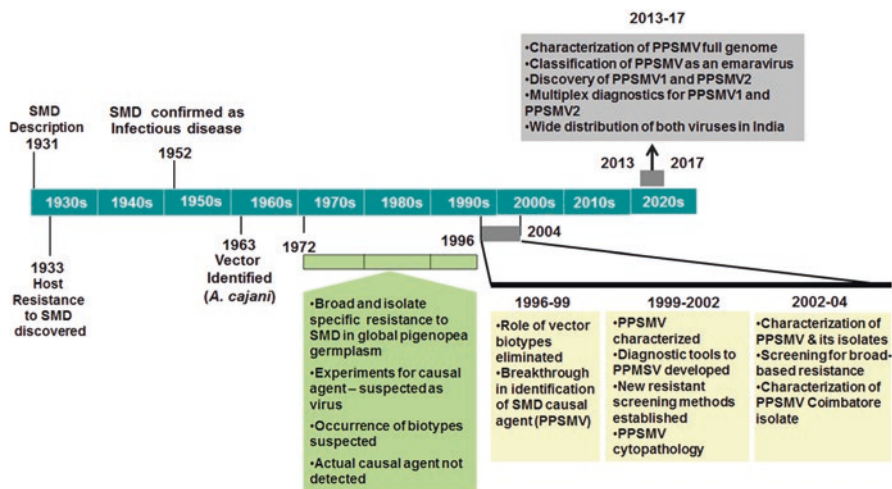 2013-17
•Characterization of PPSMV full genome
•Classification of PPSMV as an emaravirus
•Discovery of PPSMV1 and PPSMV2
•Multiplex diagnostics for PPSMV1 and
PPSMV2
•Wide distribution of both viruses in India
SMD
Description
1931
SMD confirmed as
Infectious disease
1952
2013
2017
1930s
1940s
1950s
1960s
1970s
1980s
1990s
2000s
2010s
2020s
1933
Host
Resistance
to SMD
discovered
1963
Vector
Identified
(A. cajani)
1972
1996
2004
•Broad and isolate
specific resistance to
SMD in global pigenopea
germplasm
•Experiments for causal
agent – suspected as
virus
•Occurrence of biotypes
suspected
•Actual causal agent not
detected
1996-99
•Role of vector
biotypes
eliminated
•Breakthrough in
identification of
SMD causal
agent (PPSMV)
1999-2002
•PPSMV
characterized
•Diagnostic tools to
PPMSV developed
•New resistant
screening methods
established
•PPSMV
cytopathology
2002-04
•Characterization of
PPSMV & its isolates
•Screening for broad-
based resistance
•Characterization of
PPSMV Coimbatore
isolate